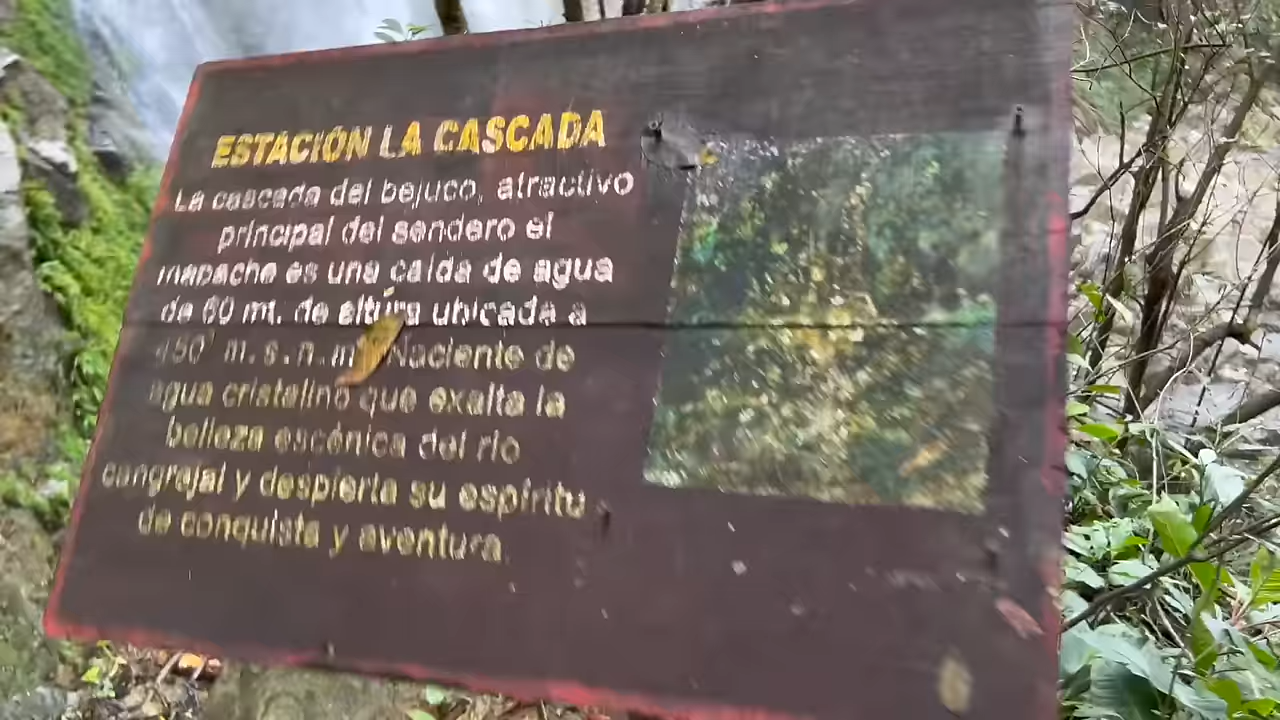 ESTACIÓN LA CASCADA
La cascada del bejuco, atractivo
principal del sendero el
mapache es una caida de agua
de 60 mt. de altura ubicada a
450 m.s.n.m Naciente de
agua cristalina que exalta la
belleza escénica del río
cangrejal y despierta su espíritu
de conquista y aventura.